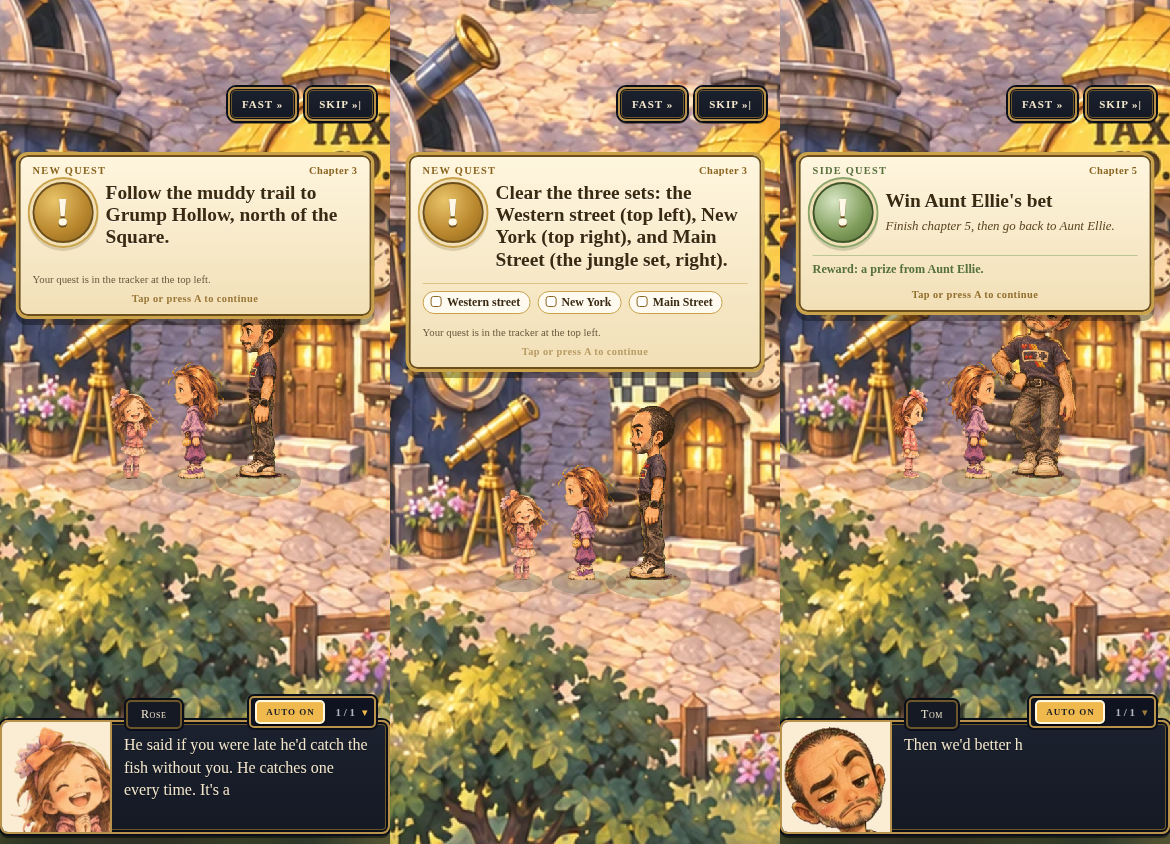 FAST »
SKIP »|
TAX
NEW QUEST
Chapter 3
!
Follow the muddy trail to
Grump Hollow, north of the
Square.
Your quest is in the tracker at the top left.
Tap or press A to continue
Rose
AUTO ON
1 / 1 ▼
He said if you were late he'd catch the
fish without you. He catches one
every time. It's a
FAST »
SKIP »|
NEW QUEST
Chapter 3
!
Clear the three sets: the
Western street (top left), New
York (top right), and Main
Street (the jungle set, right).
Western street
New York
Main Street
Your quest is in the tracker at the top left.
Tap or press A to continue
FAST »
SKIP »|
TAX
SIDE QUEST
Chapter 5
!
Win Aunt Ellie's bet
Finish chapter 5, then go back to Aunt Ellie.
Reward: a prize from Aunt Ellie.
Tap or press A to continue
Tom
AUTO ON
1 / 1 ▼
Then we'd better h